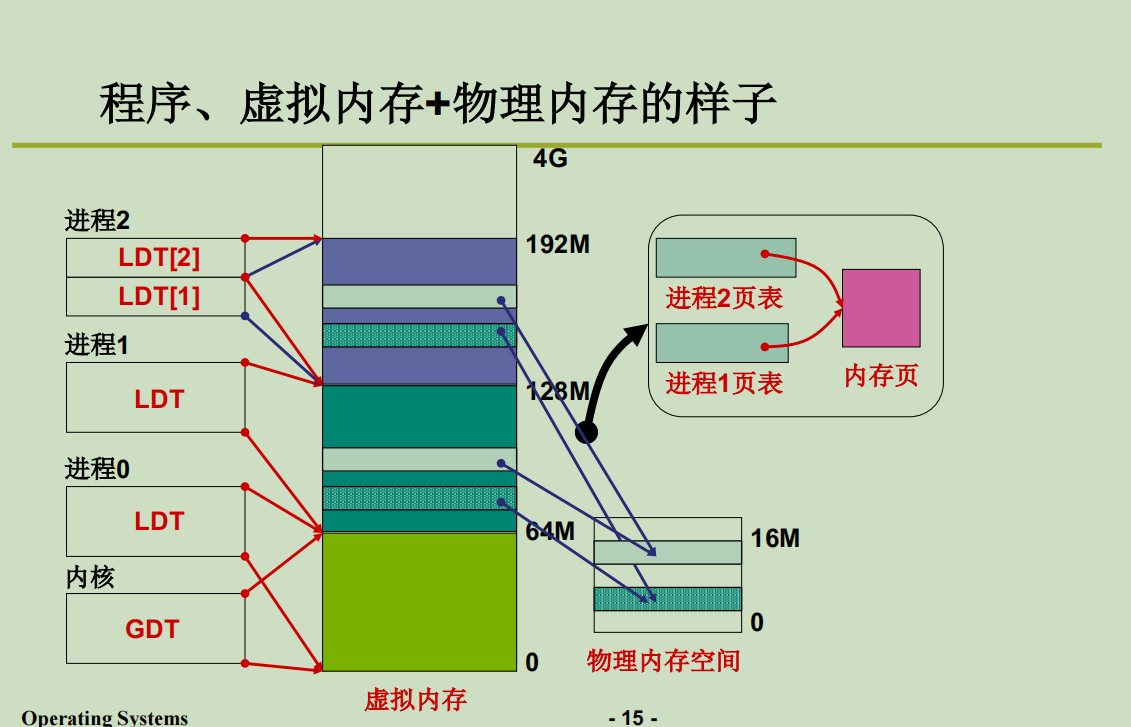 程序、虚拟内存+物理内存的样子
4G
进程2
192M
LDT[2]
LDT[1]
进程2页表
进程1
128M
进程1页表
内存页
LDT
进程0
LDT
64M
16M
内核
GDT
0
0
物理内存空间
虚拟内存
Operating Systems
- 15 -